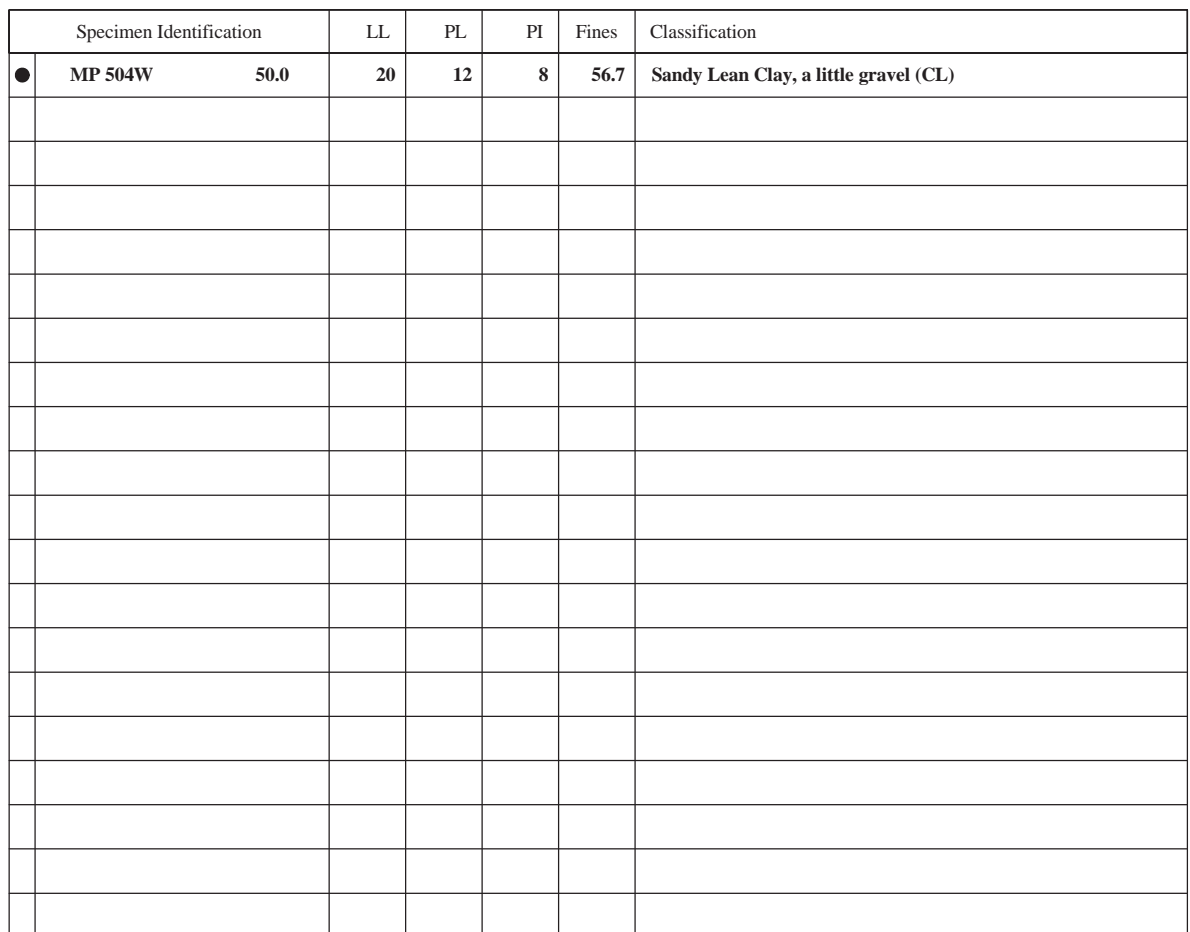 Specimen Identification LL PL PI Fines Classification
● MP 504W 50.0 20 12 8 56.7 Sandy Lean Clay, a little gravel (CL)